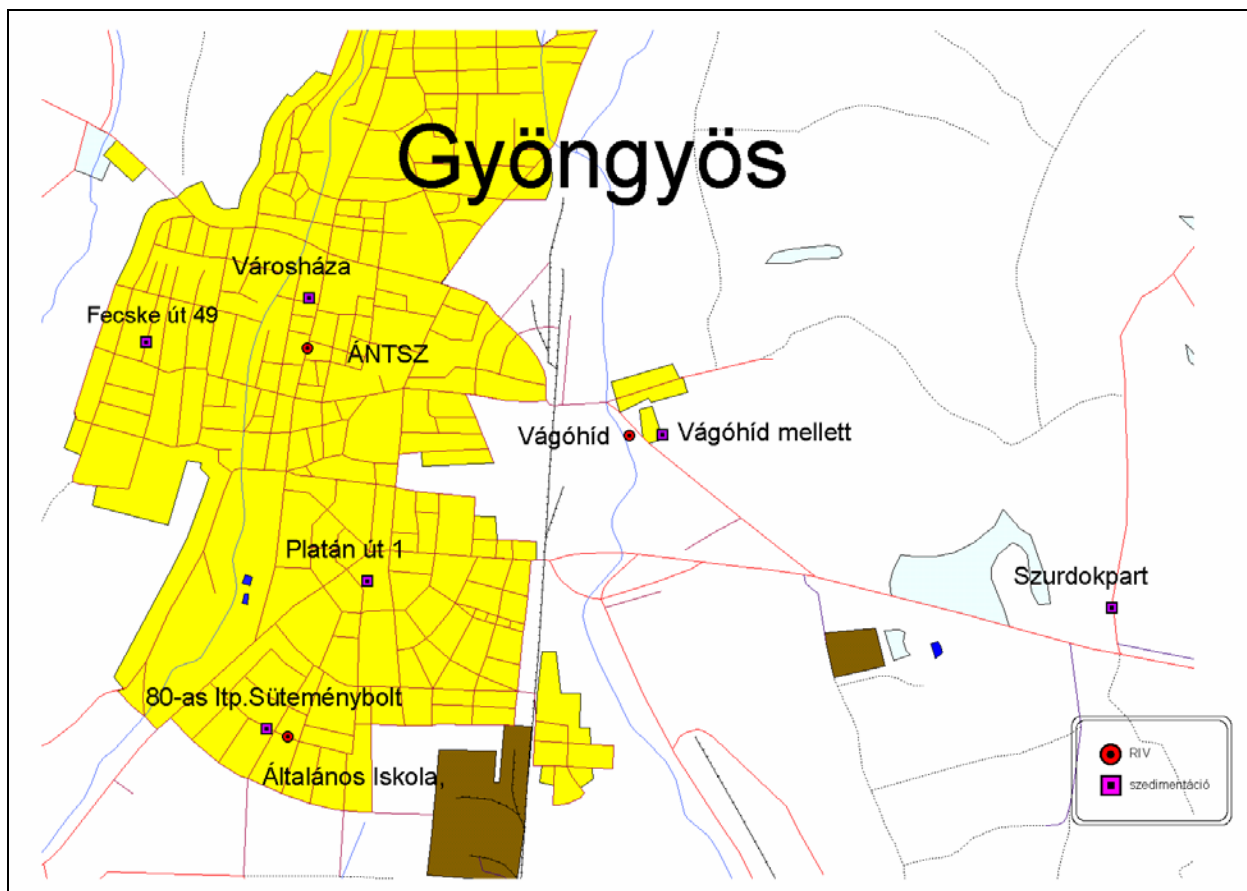 Gyöngyös
Városháza
Fecske út 49
ÁNTSZ
Vágóhíd
Vágóhíd mellett
Platán út 1
Szurdokpart
80-as ltp.Süteménybolt
Általános Iskola,
RIV
szedimentáció